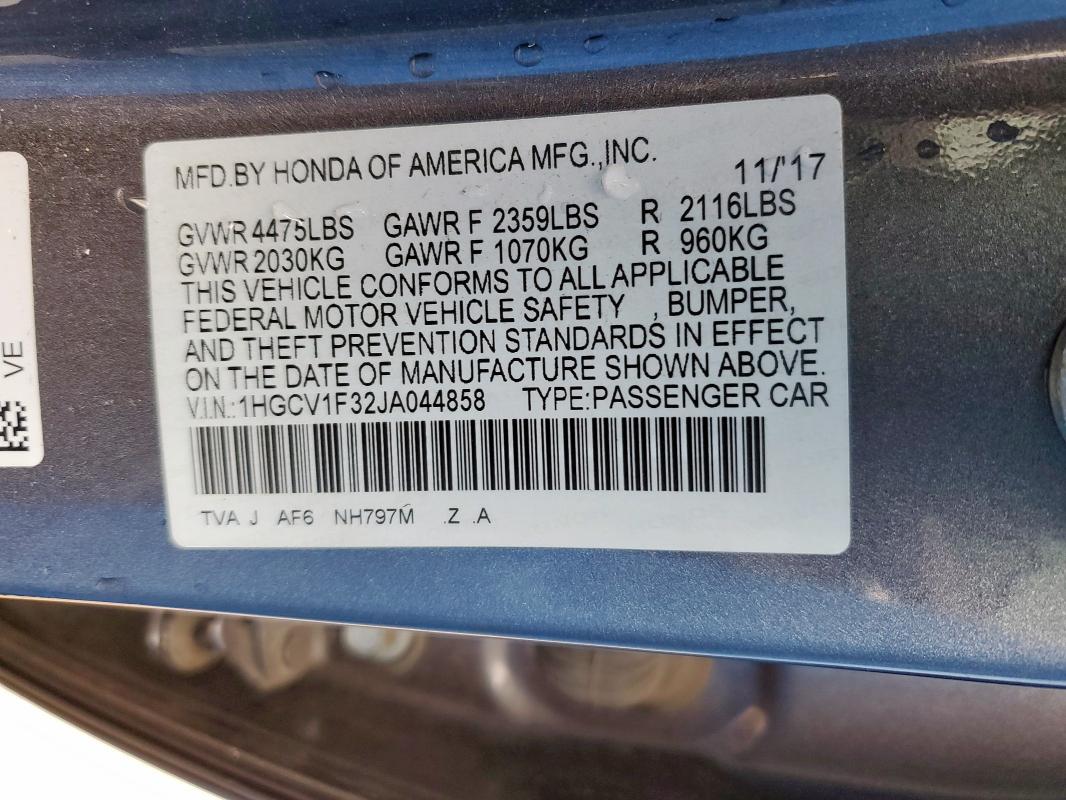 MFD.BY HONDA OF AMERICA MFG.,INC. 11/'17
GVWR 4475LBS GAWR F 2359LBS R 2116LBS
GVWR 2030KG GAWR F 1070KG R 960KG
THIS VEHICLE CONFORMS TO ALL APPLICABLE
FEDERAL MOTOR VEHICLE SAFETY , BUMPER,
AND THEFT PREVENTION STANDARDS IN EFFECT
ON THE DATE OF MANUFACTURE SHOWN ABOVE.
V.I.N.:1HGCV1F32JA044858 TYPE:PASSENGER CAR
TVA J AF6 NH797M .Z .A
VE